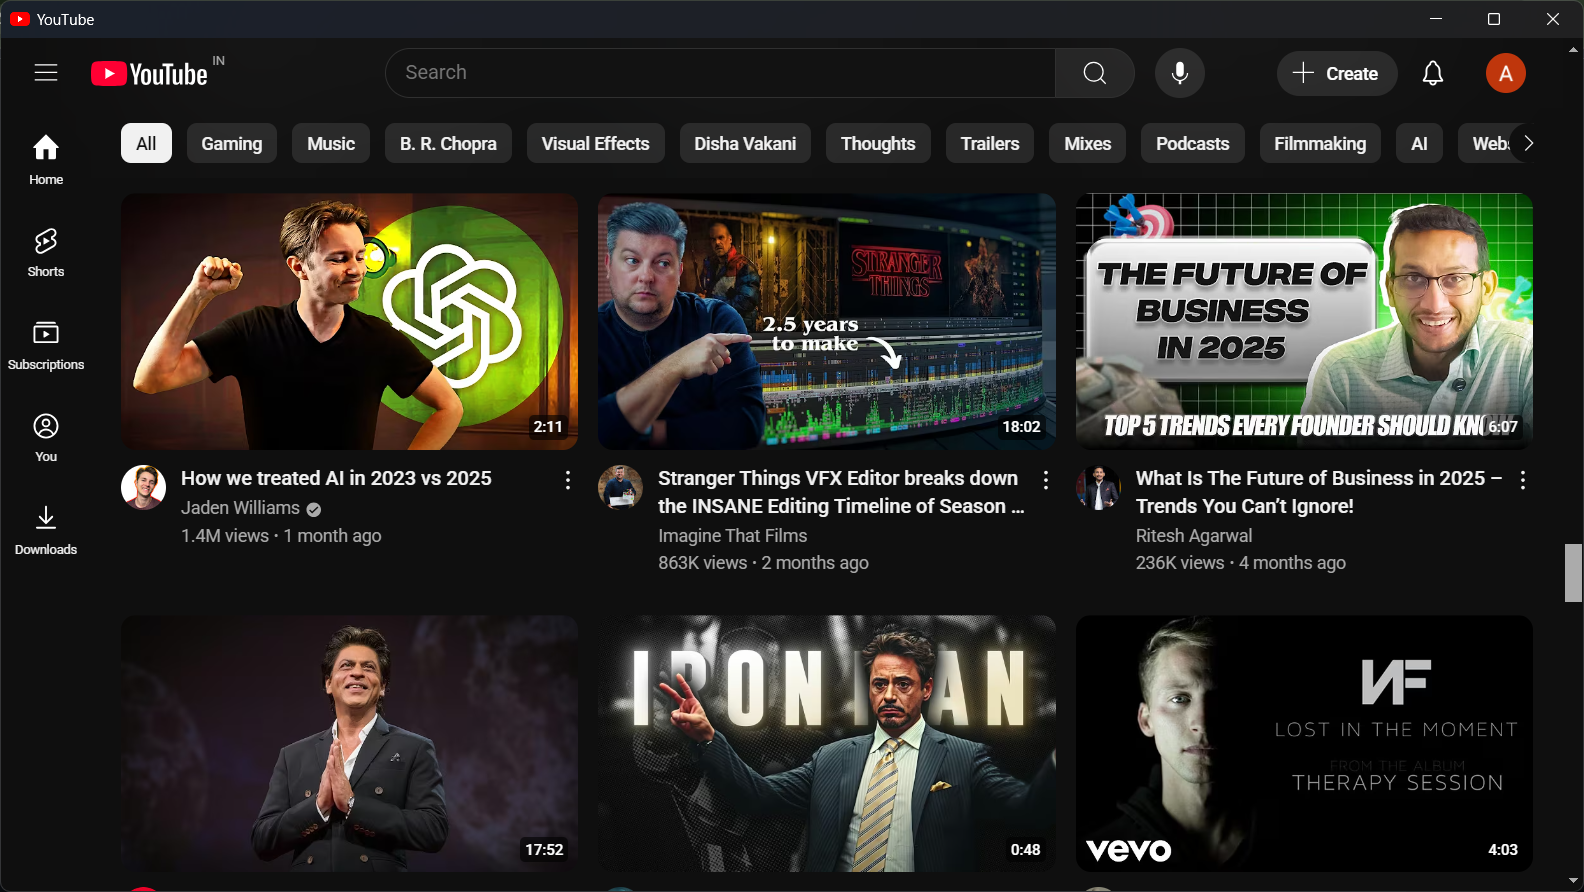 YouTube
YouTube IN
Search
Create
A
All
Gaming
Music
B. R. Chopra
Visual Effects
Disha Vakani
Thoughts
Trailers
Mixes
Podcasts
Filmmaking
AI
Home
Shorts
Subscriptions
You
Downloads
2:11
STRANGER
THINGS
2.5 years
to make
18:02
THE FUTURE OF
BUSINESS
IN 2025
TOP 5 TRENDS EVERY FOUNDER SHOULD
6:07
How we treated AI in 2023 vs 2025
Jaden Williams
1.4M views • 1 month ago
Stranger Things VFX Editor breaks down
the INSANE Editing Timeline of Season ...
Imagine That Films
863K views • 2 months ago
What Is The Future of Business in 2025 –
Trends You Can’t Ignore!
Ritesh Agarwal
236K views • 4 months ago
17:52
IRON MAN
0:48
NF
LOST IN THE MOMENT
FROM THE ALBUM
THERAPY SESSION
vevo
4:03